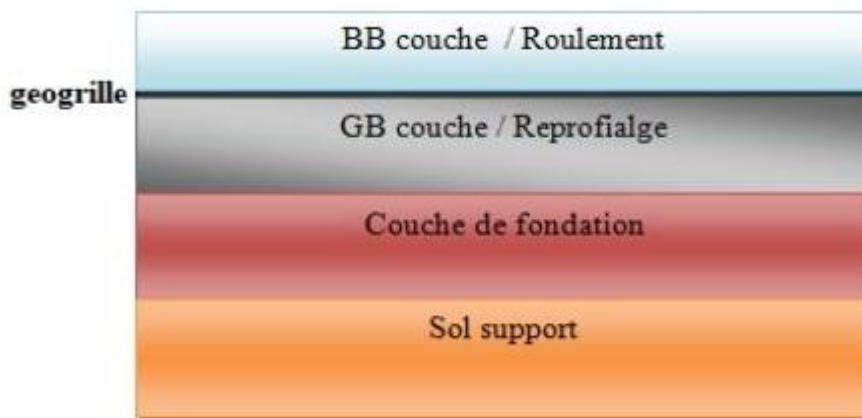 BB couche / Roulement
geogrille
GB couche / Reprofialge
Couche de fondation
Sol support